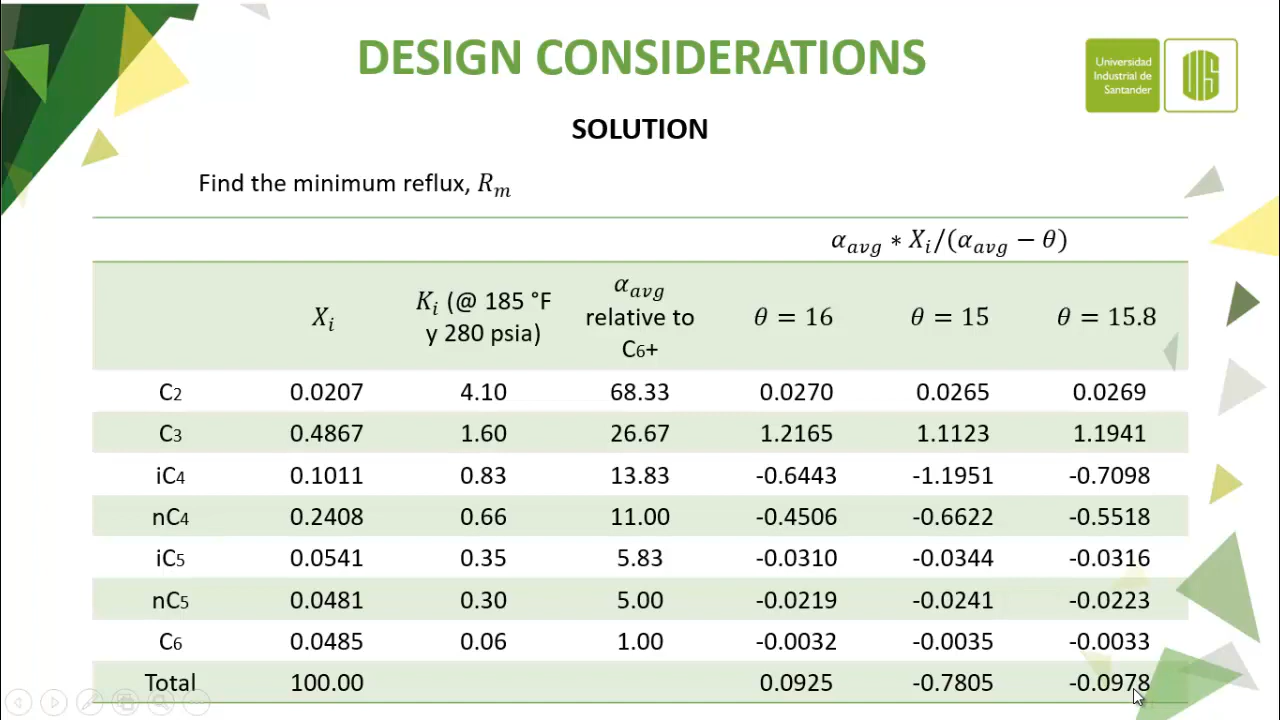 DESIGN CONSIDERATIONS
Universidad
Industrial de
Santander
UIS
SOLUTION
Find the minimum reflux, Rₘ
α_avg * Xᵢ/(α_avg − θ)
Xᵢ Kᵢ (@ 185 °F y 280 psia) α_avg relative to C₆+ θ = 16 θ = 15 θ = 15.8
C₂ 0.0207 4.10 68.33 0.0270 0.0265 0.0269
C₃ 0.4867 1.60 26.67 1.2165 1.1123 1.1941
iC₄ 0.1011 0.83 13.83 -0.6443 -1.1951 -0.7098
nC₄ 0.2408 0.66 11.00 -0.4506 -0.6622 -0.5518
iC₅ 0.0541 0.35 5.83 -0.0310 -0.0344 -0.0316
nC₅ 0.0481 0.30 5.00 -0.0219 -0.0241 -0.0223
C₆ 0.0485 0.06 1.00 -0.0032 -0.0035 -0.0033
Total 100.00 0.0925 -0.7805 -0.0978